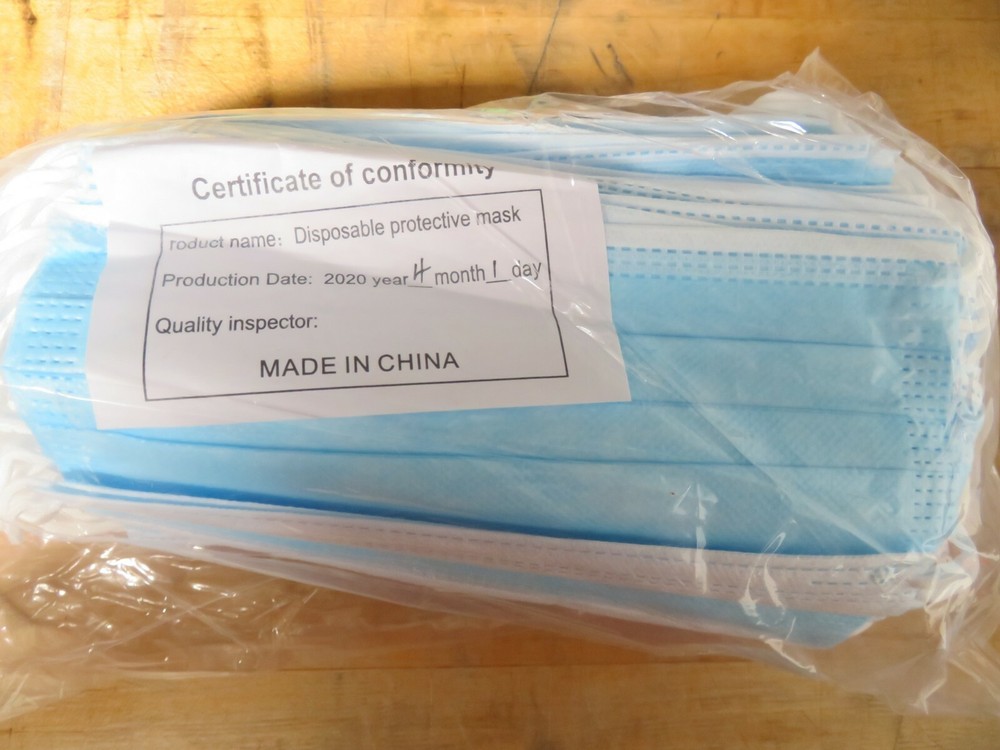 Certificate of conformity
roduct name: Disposable protective mask
Production Date: 2020 year 4 month 1 day
Quality inspector:
MADE IN CHINA